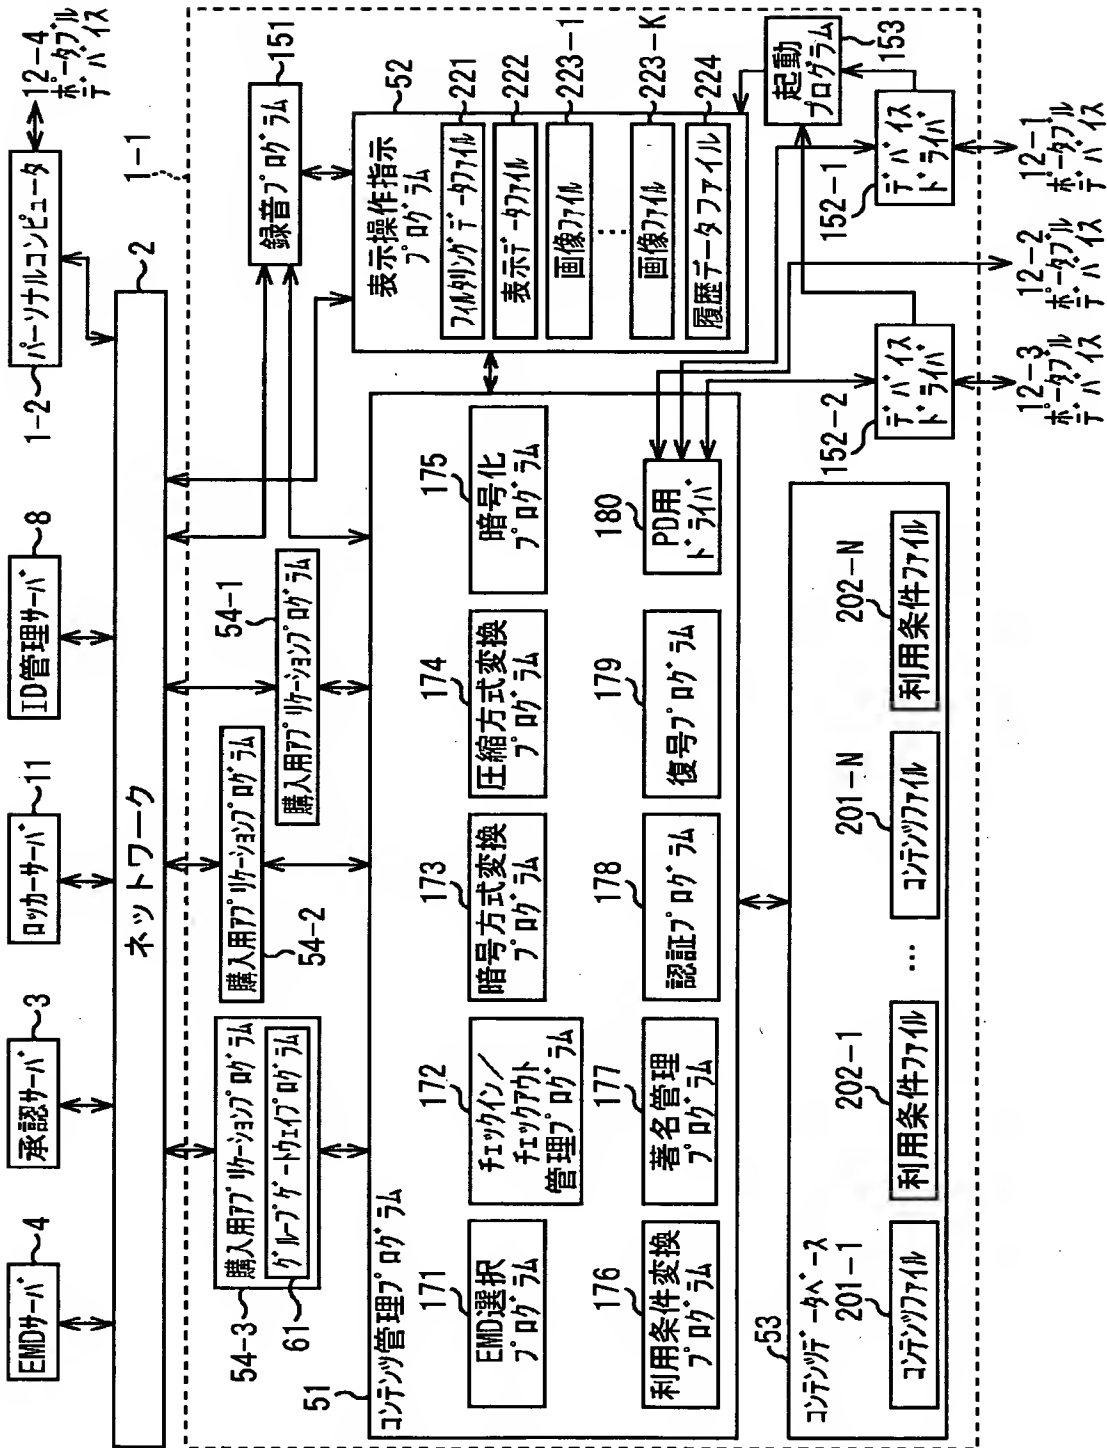 EMDサーバ
4
承認サーバ
3
ロッカーサーバ
11
ID管理サーバ
8
1-2
パーソナルコンピュータ
12-4
ポータブル
デバイス
ネットワーク
2
1-1
54-3
購入用アプリケーションプログラム
グループゲートウェイプログラム
61
購入用アプリケーションプログラム
54-2
54-1
購入用アプリケーションプログラム
録音プログラム
151
51
コンテンツ管理プログラム
171
EMD選択
プログラム
172
チェックイン/
チェックアウト
管理プログラム
173
暗号方式変換
プログラム
174
圧縮方式変換
プログラム
175
暗号化
プログラム
176
利用条件変換
プログラム
177
著名管理
プログラム
178
認証プログラム
179
復号プログラム
180
PD用
ドライバ
表示操作指示
プログラム
52
フィルタリングデータファイル
221
表示データファイル
222
画像ファイル
223-1
⋯
画像ファイル
223-K
履歴データファイル
224
起動
プログラム
153
53
コンテンツデータベース
201-1
コンテンツファイル
202-1
利用条件ファイル
…
201-N
コンテンツファイル
202-N
利用条件ファイル
152-2
デバイス
ドライバ
152-1
デバイス
ドライバ
12-3
ポータブル
デバイス
12-2
ポータブル
デバイス
12-1
ポータブル
デバイス